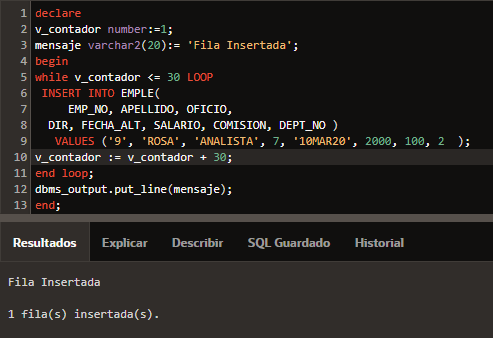 1 declare
2 v_contador number:=1;
3 mensaje varchar2(20):= 'Fila Insertada';
4 begin
5 while v_contador <= 30 LOOP
6 INSERT INTO EMPLE(
7 EMP_NO, APELLIDO, OFICIO,
8 DIR, FECHA_ALT, SALARIO, COMISION, DEPT_NO )
9 VALUES ('9', 'ROSA', 'ANALISTA', 7, '10MAR20', 2000, 100, 2 );
10 v_contador := v_contador + 30;
11 end loop;
12 dbms_output.put_line(mensaje);
13 end;
Resultados Explicar Describir SQL Guardado Historial
Fila Insertada
1 fila(s) insertada(s).